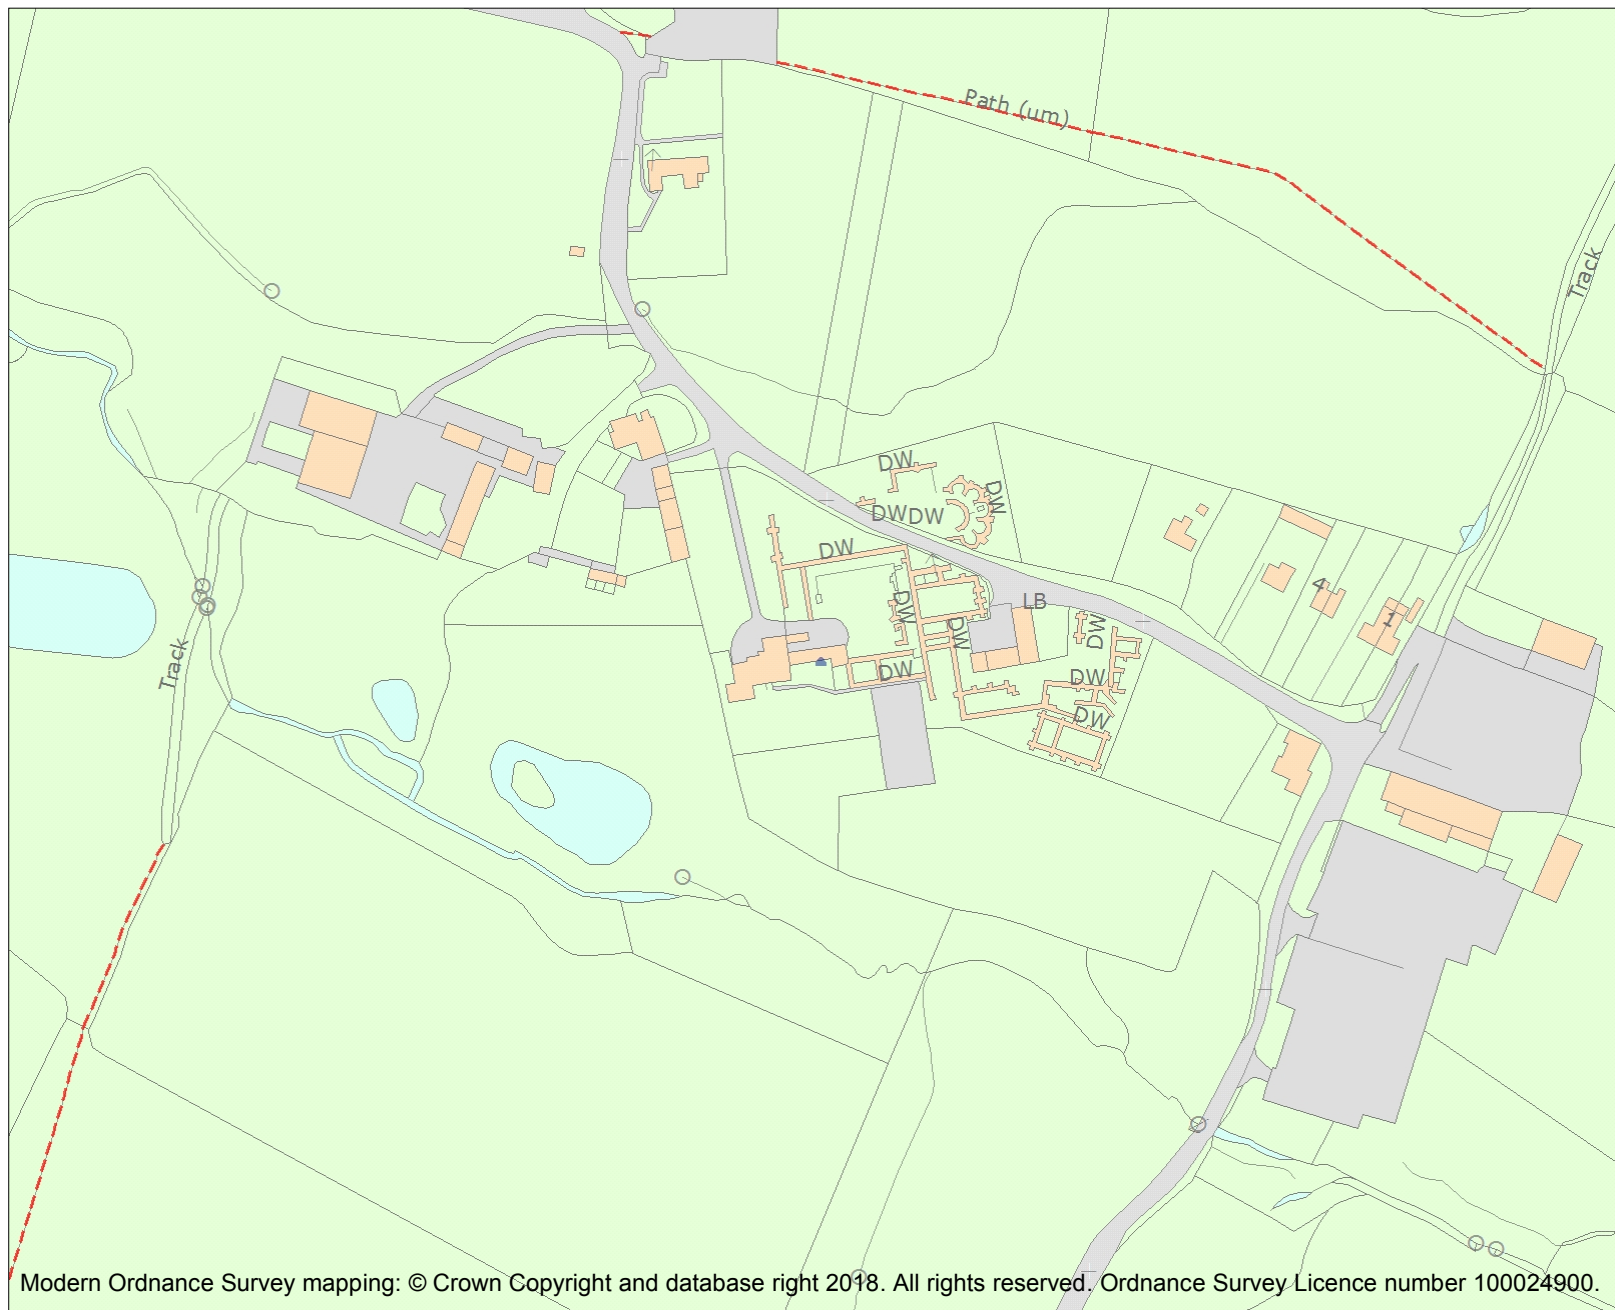 Path (um)
Track
DW
DW
DWDW
DW
DW
LB
DW
DW
DW
DW
DW
DW
4
1
Track
Modern Ordnance Survey mapping: © Crown Copyright and database right 2018. All rights reserved. Ordnance Survey Licence number 100024900.